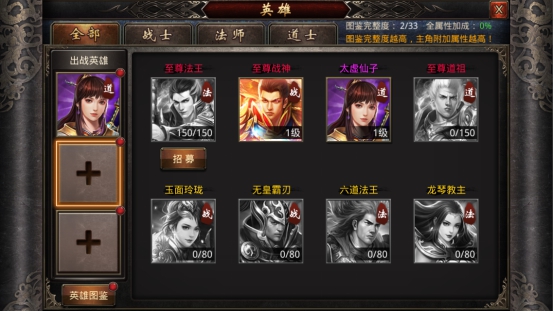 英雄
全部
战士
法师
道士
图鉴完整度：2/33 全属性加成：0%
图鉴完整度越高，主角附加属性越高！
出战英雄
道
+
+
英雄图鉴
至尊法王
至尊战神
太虚仙子
至尊道祖
法
战
道
道
150/150
1级
1级
0/150
招募
玉面玲珑
无皇霸刃
六道法王
龙琴教主
战
战
法
法
0/80
0/80
0/80
0/80